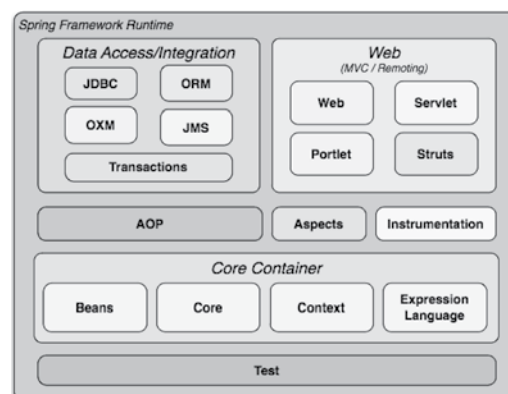 Spring Framework Runtime
Data Access/Integration
JDBC
ORM
OXM
JMS
Transactions
Web
(MVC / Remoting)
Web
Servlet
Portlet
Struts
AOP
Aspects
Instrumentation
Core Container
Beans
Core
Context
Expression
Language
Test